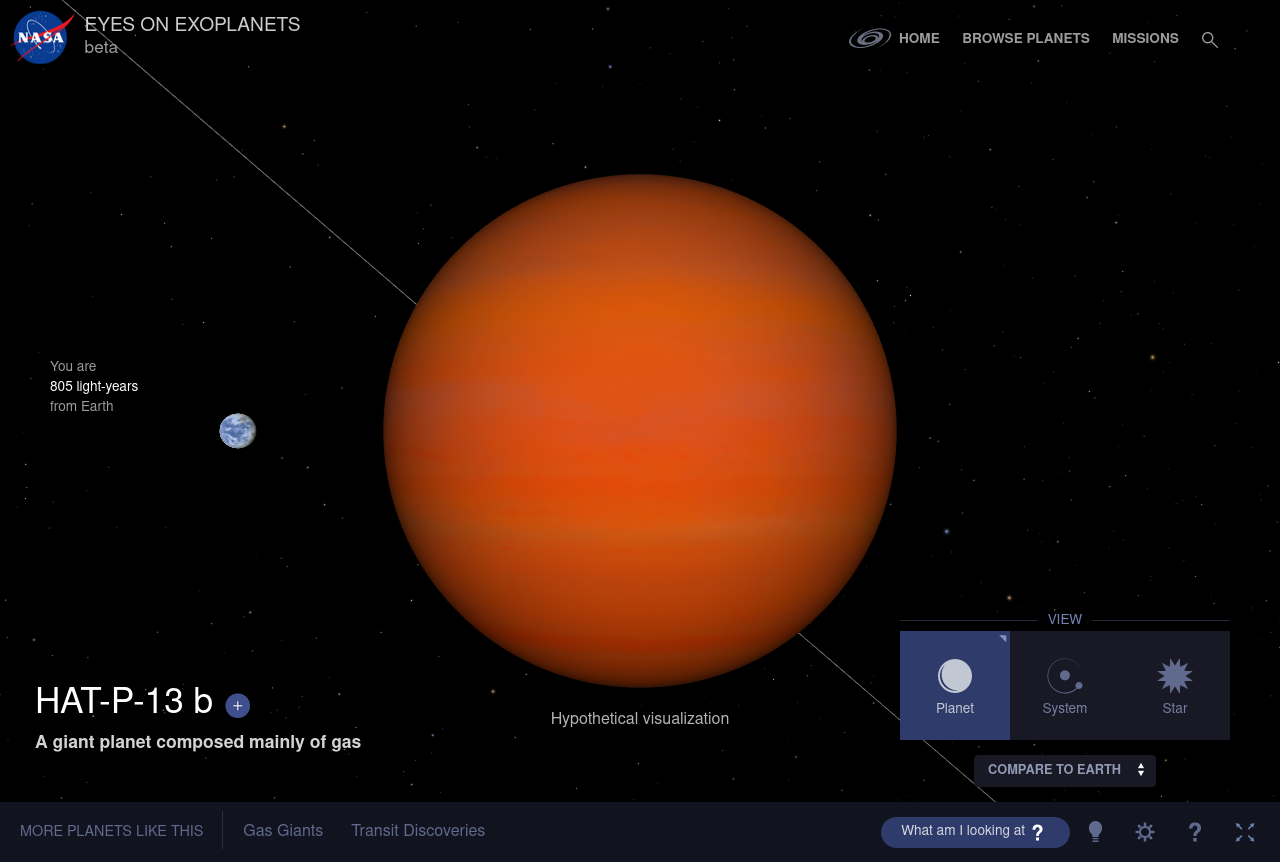 NASA
EYES ON EXOPLANETS
beta
HOME
BROWSE PLANETS
MISSIONS
You are
805 light-years
from Earth
VIEW
Planet
System
Star
HAT-P-13 b +
A giant planet composed mainly of gas
Hypothetical visualization
COMPARE TO EARTH
MORE PLANETS LIKE THIS
Gas Giants
Transit Discoveries
What am I looking at ?
?